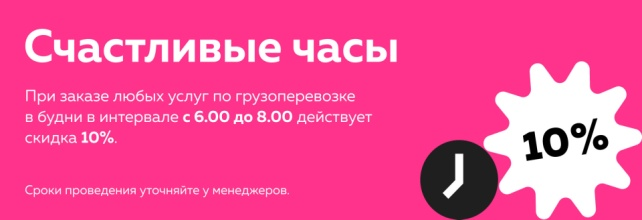 Счастливые часы
При заказе любых услуг по грузоперевозке
в будни в интервале с 6.00 до 8.00 действует
скидка 10%.
10%
Сроки проведения уточняйте у менеджеров.